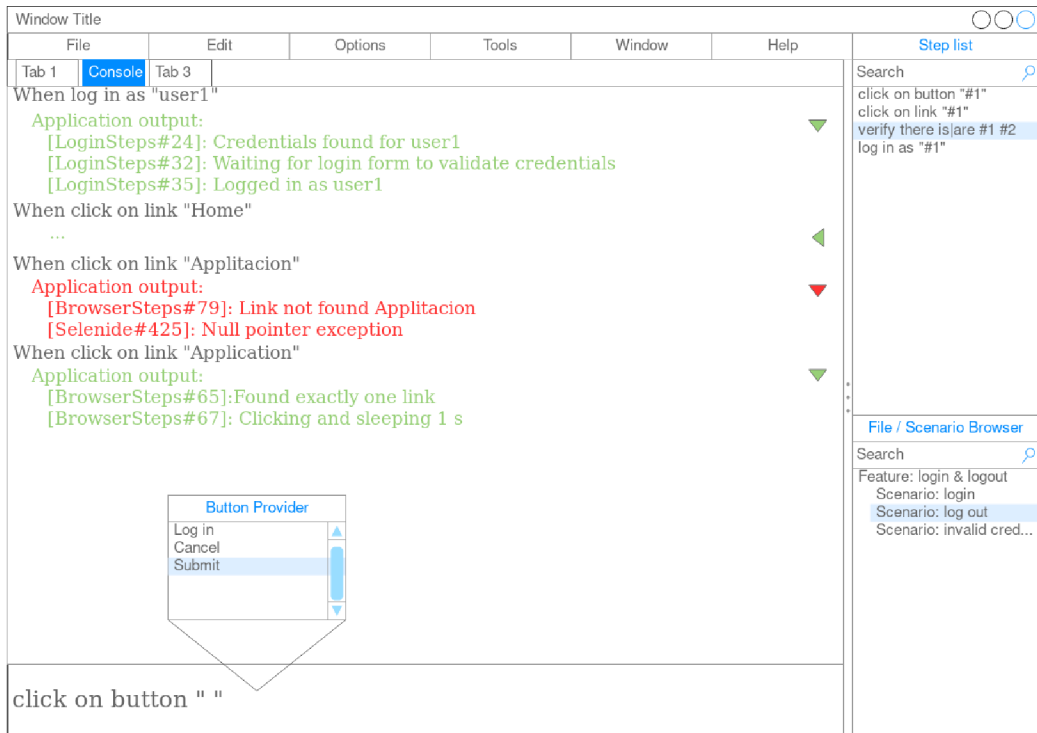 Window Title
File Edit Options Tools Window Help
Tab 1 Console Tab 3
When log in as "user1"
Application output:
[LoginSteps#24]: Credentials found for user1
[LoginSteps#32]: Waiting for login form to validate credentials
[LoginSteps#35]: Logged in as user1
When click on link "Home"
...
When click on link "Applitacion"
Application output:
[BrowserSteps#79]: Link not found Applitacion
[Selenide#425]: Null pointer exception
When click on link "Application"
Application output:
[BrowserSteps#65]:Found exactly one link
[BrowserSteps#67]: Clicking and sleeping 1 s
Button Provider
Log in
Cancel
Submit
click on button " "
Step list
Search
click on button "#1"
click on link "#1"
verify there is|are #1 #2
log in as "#1"
File / Scenario Browser
Search
Feature: login & logout
Scenario: login
Scenario: log out
Scenario: invalid cred...